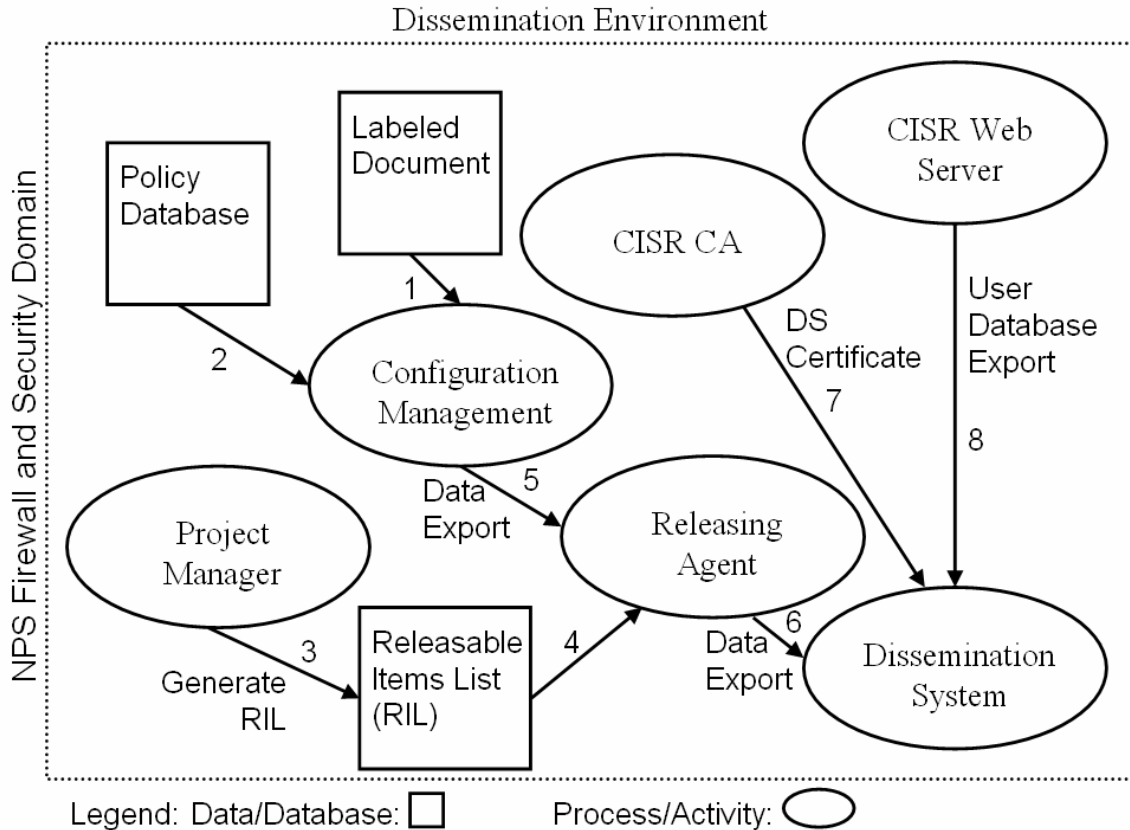 Dissemination Environment
NPS Firewall and Security Domain
Policy
Database
Labeled
Document
CISR CA
CISR Web
Server
1
2
Configuration
Management
DS
Certificate
7
User
Database
Export
8
Data
Export
5
Project
Manager
Releasing
Agent
3
Generate
RIL
Releasable
Items List
(RIL)
4
6
Data
Export
Dissemination
System
Legend: Data/Database:
Process/Activity: